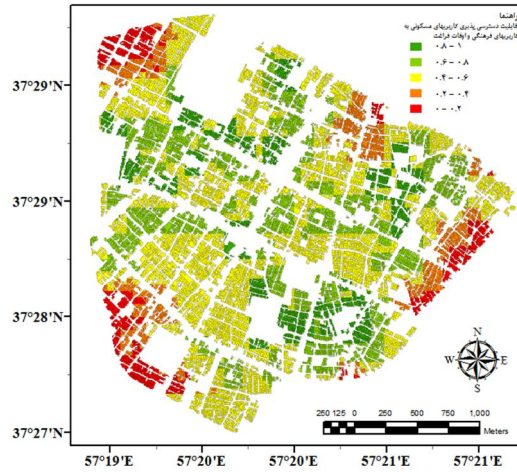 راهنما
قابلیت دسترسی پذیری کاربریهای مسکونی به
کاربریهای فرهنگی و اوقات فراغت
۰.۸ - ۱
۰.۶ - ۰.۸
۰.۴ - ۰.۶
۰.۲ - ۰.۴
۰ - ۰.۲
37°29'N
37°29'N
37°28'N
37°27'N
N
W E
S
250 125 0 250 500 750 1,000
Meters
57°19'E 57°20'E 57°20'E 57°21'E 57°21'E